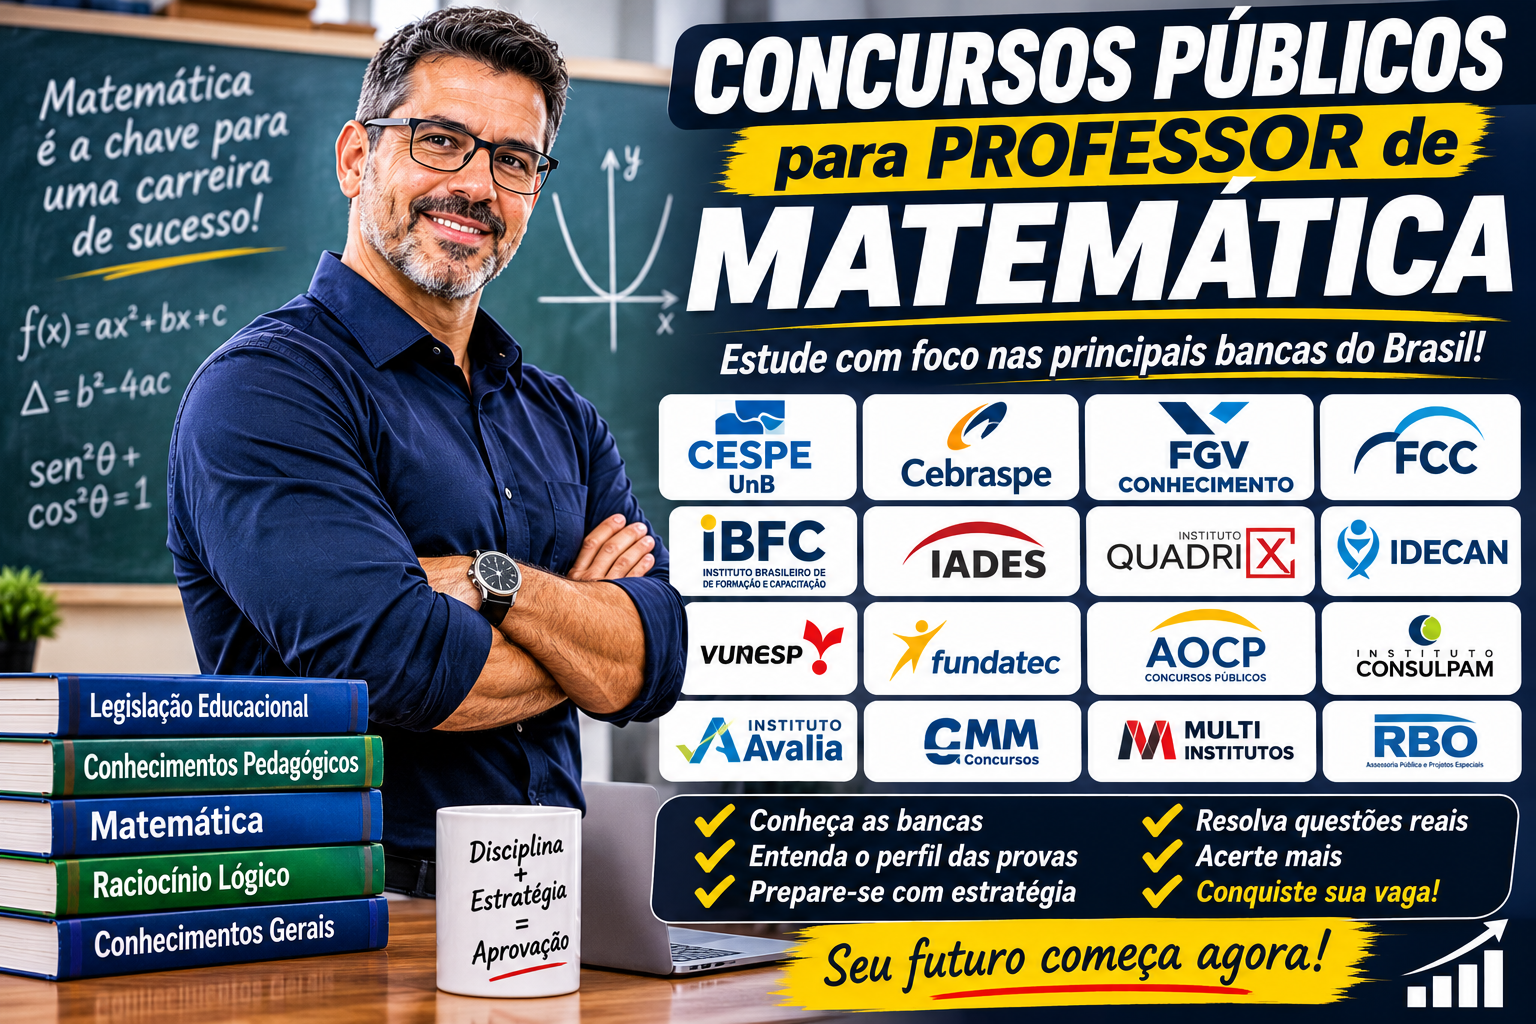 Matemática
é a chave para
uma carreira
de sucesso!
f(x) = ax²+bx+c
Δ = b²-4ac
sen²θ +
cos²θ = 1
y
x
CONCURSOS PÚBLICOS
para PROFESSOR de
MATEMÁTICA
Estude com foco nas principais bancas do Brasil!
CESPE
UnB
Cebraspe
FGV
CONHECIMENTO
FCC
iBFC
INSTITUTO BRASILEIRO DE
DE FORMAÇÃO E CAPACITAÇÃO
IADES
INSTITUTO
QUADRIX
IDECAN
VUNESP
fundatec
AOCP
CONCURSOS PÚBLICOS
INSTITUTO
CONSULPAM
INSTITUTO
Avalia
CMM
Concursos
MULTI
INSTITUTOS
RBO
Assessoria Pública e Projetos Especiais
Legislação Educacional
Conhecimentos Pedagógicos
Matemática
Raciocínio Lógico
Conhecimentos Gerais
Disciplina
+
Estratégia
=
Aprovação
Conheça as bancas
Entenda o perfil das provas
Prepare-se com estratégia
Resolva questões reais
Acerte mais
Conquiste sua vaga!
Seu futuro começa agora!